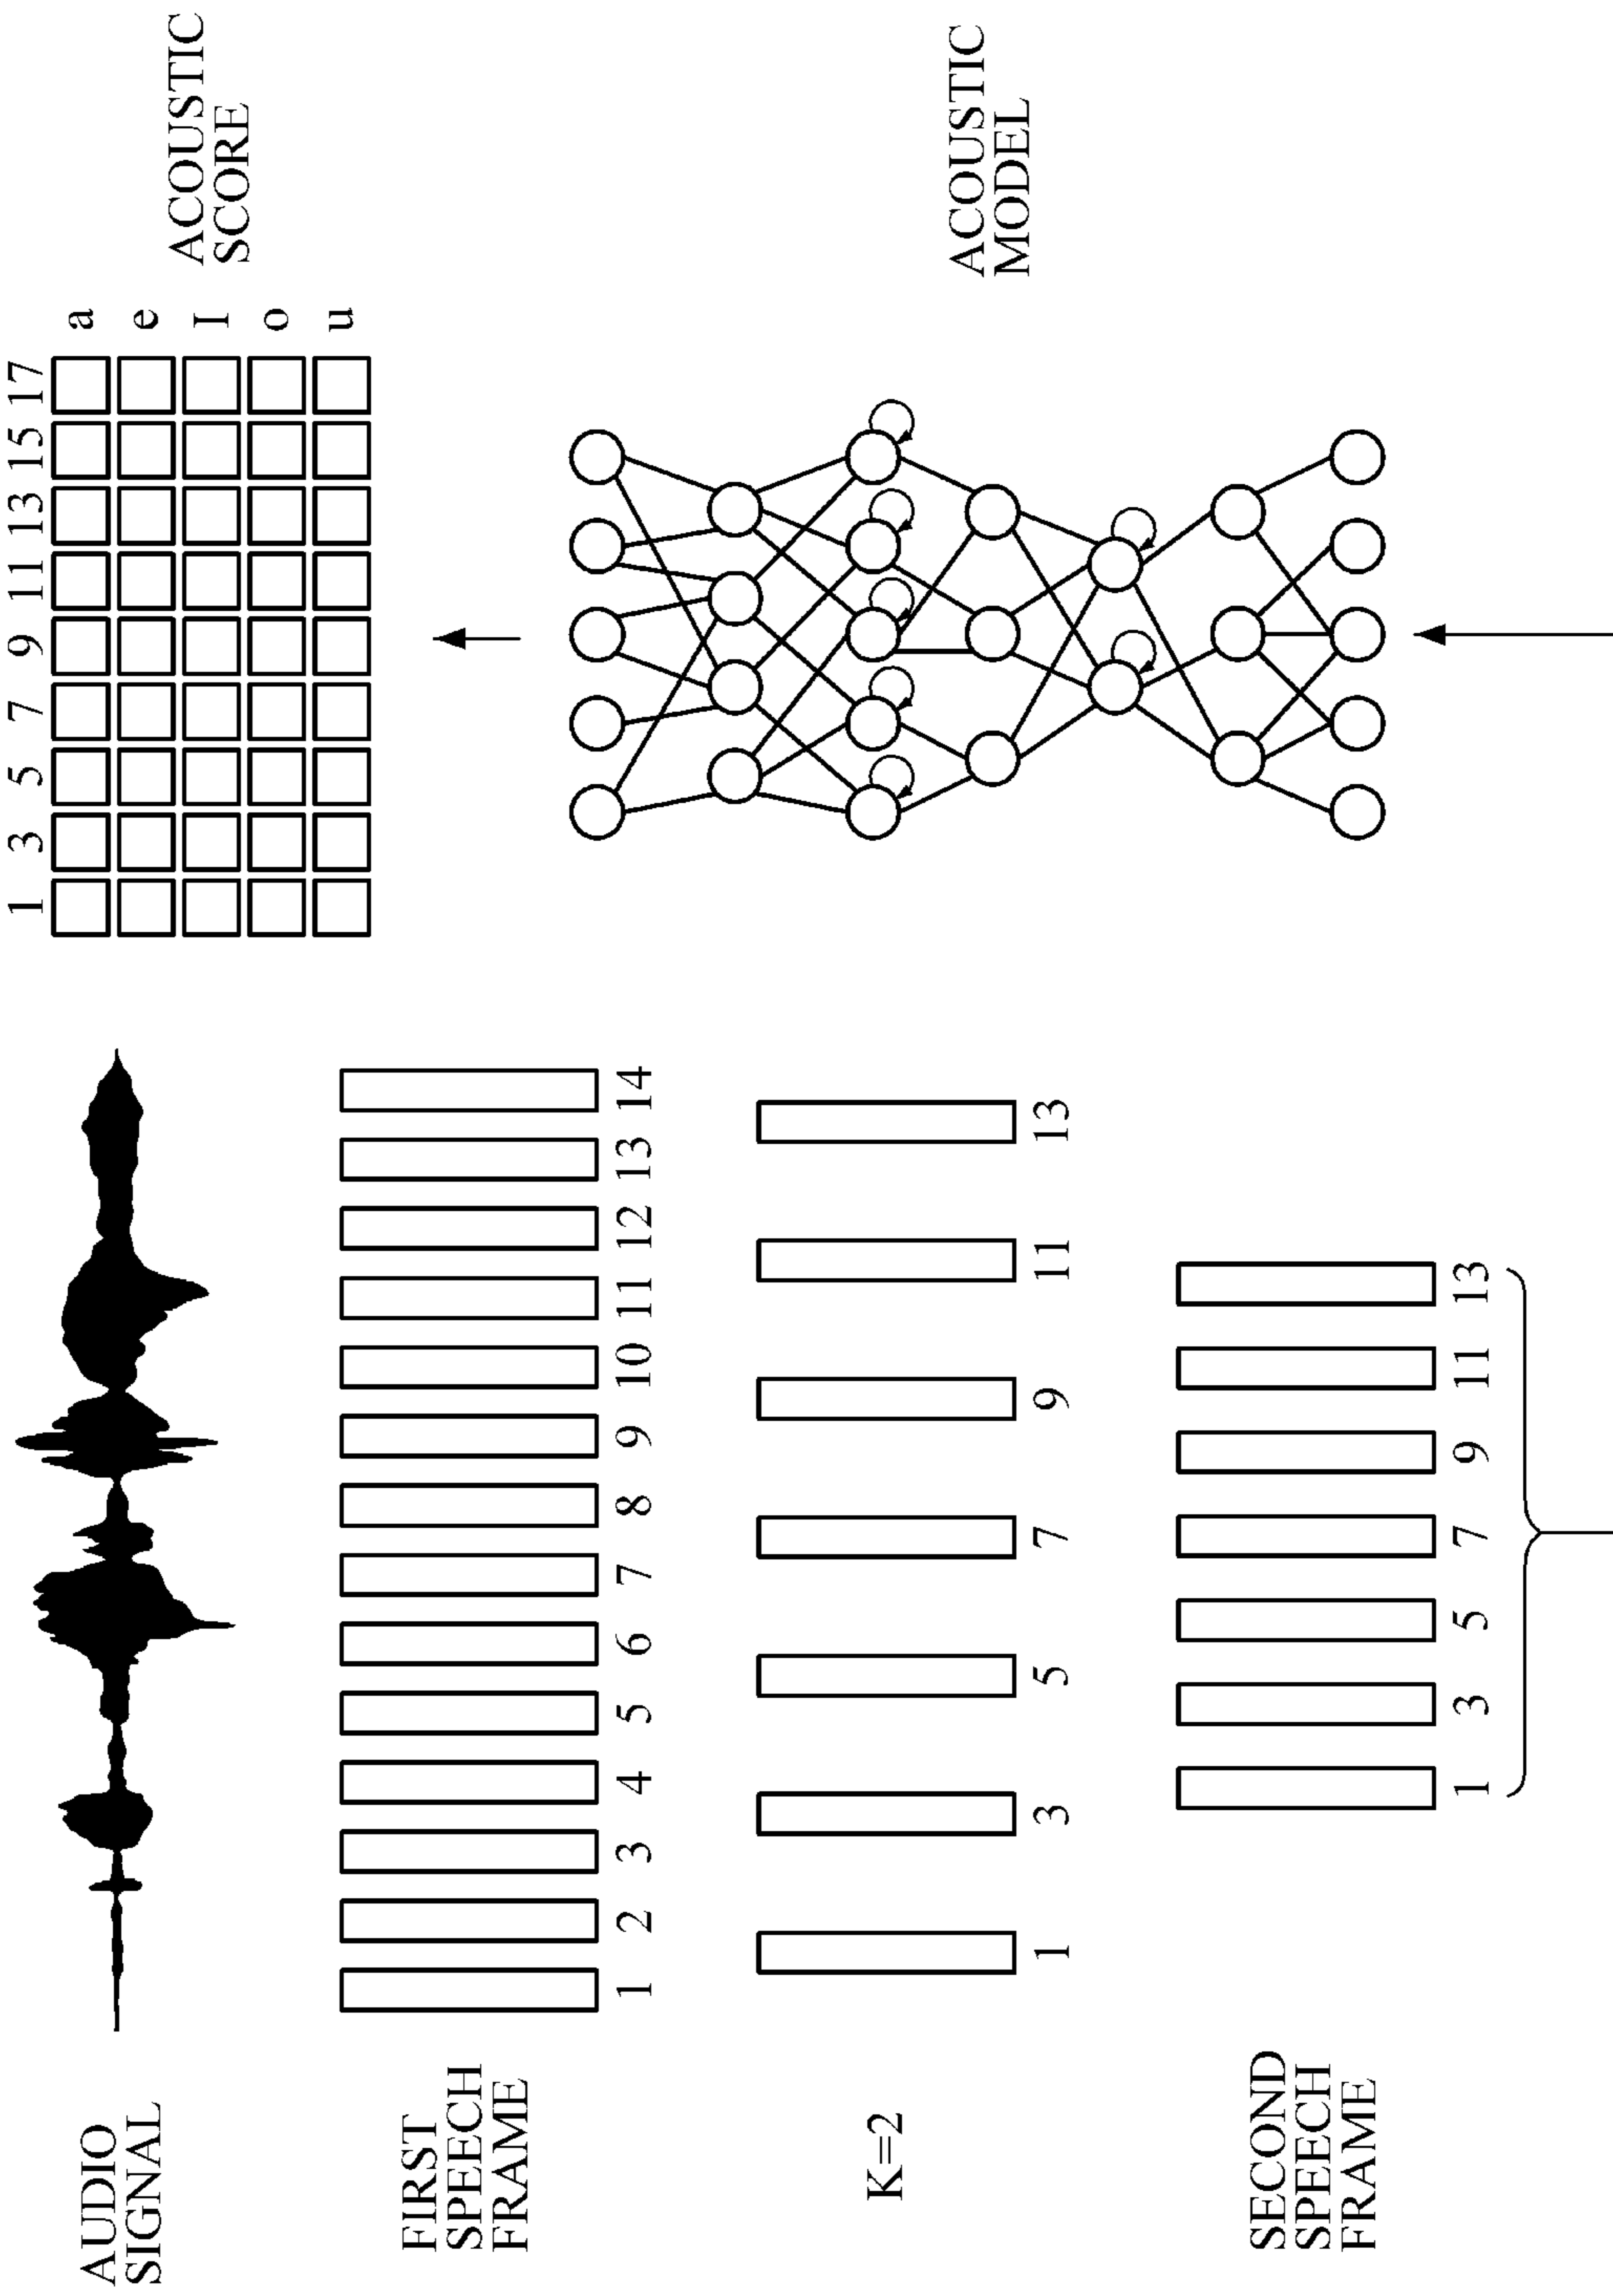 AUDIO
SIGNAL
FIRST
SPEECH
FRAME
1 2 3 4 5 6 7 8 9 10 11 12 13 14
K=2
1 3 5 7 9 11 13
SECOND
SPEECH
FRAME
1 3 5 7 9 11 13
1 3 5 7 9 11 13 15 17
a
e
I
o
u
ACOUSTIC
SCORE
ACOUSTIC
MODEL